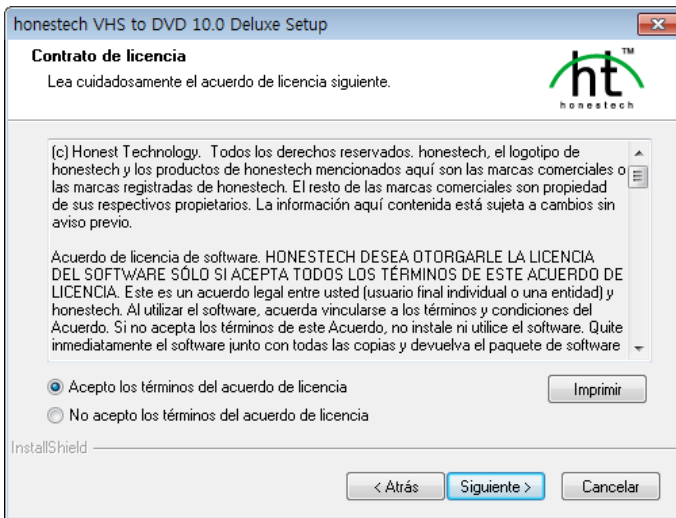 honestech VHS to DVD 10.0 Deluxe Setup
Contrato de licencia
Lea cuidadosamente el acuerdo de licencia siguiente.
ht™
honestech
(c) Honest Technology.  Todos los derechos reservados. honestech, el logotipo de
honestech y los productos de honestech mencionados aquí son las marcas comerciales o
las marcas registradas de honestech. El resto de las marcas comerciales son propiedad
de sus respectivos propietarios. La información aquí contenida está sujeta a cambios sin
aviso previo.
Acuerdo de licencia de software. HONESTECH DESEA OTORGARLE LA LICENCIA
DEL SOFTWARE SÓLO SI ACEPTA TODOS LOS TÉRMINOS DE ESTE ACUERDO DE
LICENCIA. Este es un acuerdo legal entre usted (usuario final individual o una entidad) y
honestech. Al utilizar el software, acuerda vincularse a los términos y condiciones del
Acuerdo. Si no acepta los términos de este Acuerdo, no instale ni utilice el software. Quite
inmediatamente el software junto con todas las copias y devuelva el paquete de software
Acepto los términos del acuerdo de licencia
Imprimir
No acepto los términos del acuerdo de licencia
InstallShield
< Atrás
Siguiente >
Cancelar